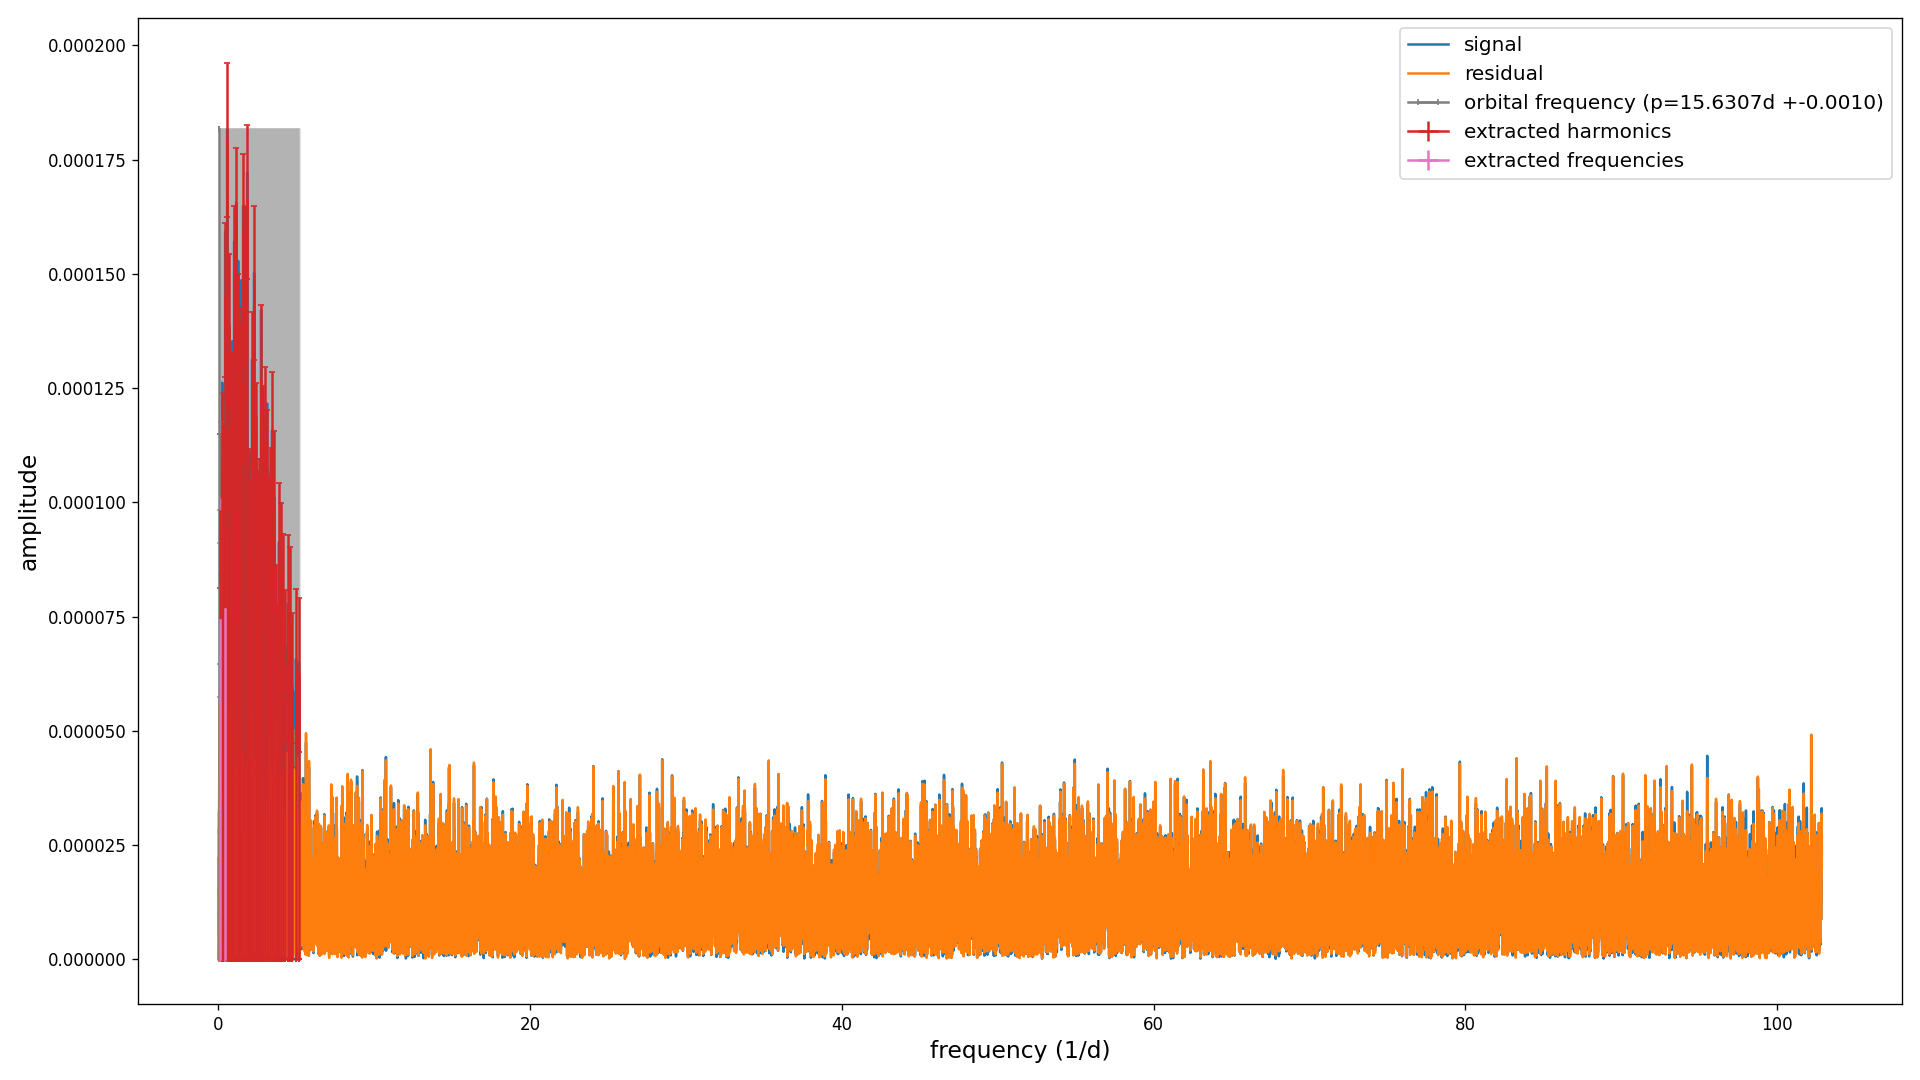 0.000200
0.000175
0.000150
0.000125
0.000100
0.000075
0.000050
0.000025
0.000000
amplitude
signal
residual
orbital frequency (p=15.6307d +-0.0010)
extracted harmonics
extracted frequencies
0 20 40 60 80 100
frequency (1/d)